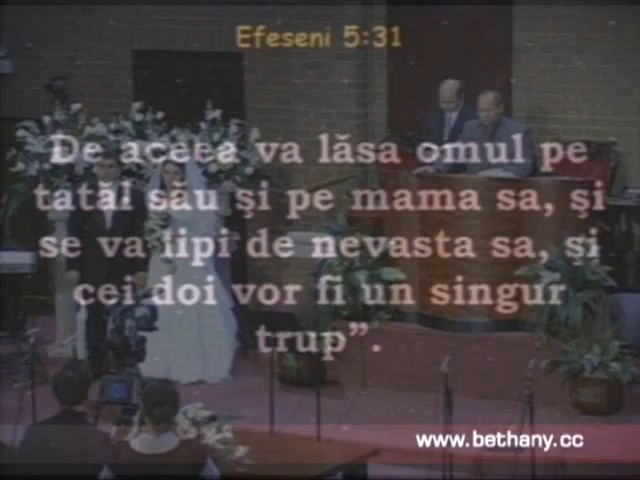 Efeseni 5:31
De aceea va lăsa omul pe
tatăl său şi pe mama sa, şi
se va lipi de nevasta sa, şi
cei doi vor fi un singur
trup”.
www.bethany.cc